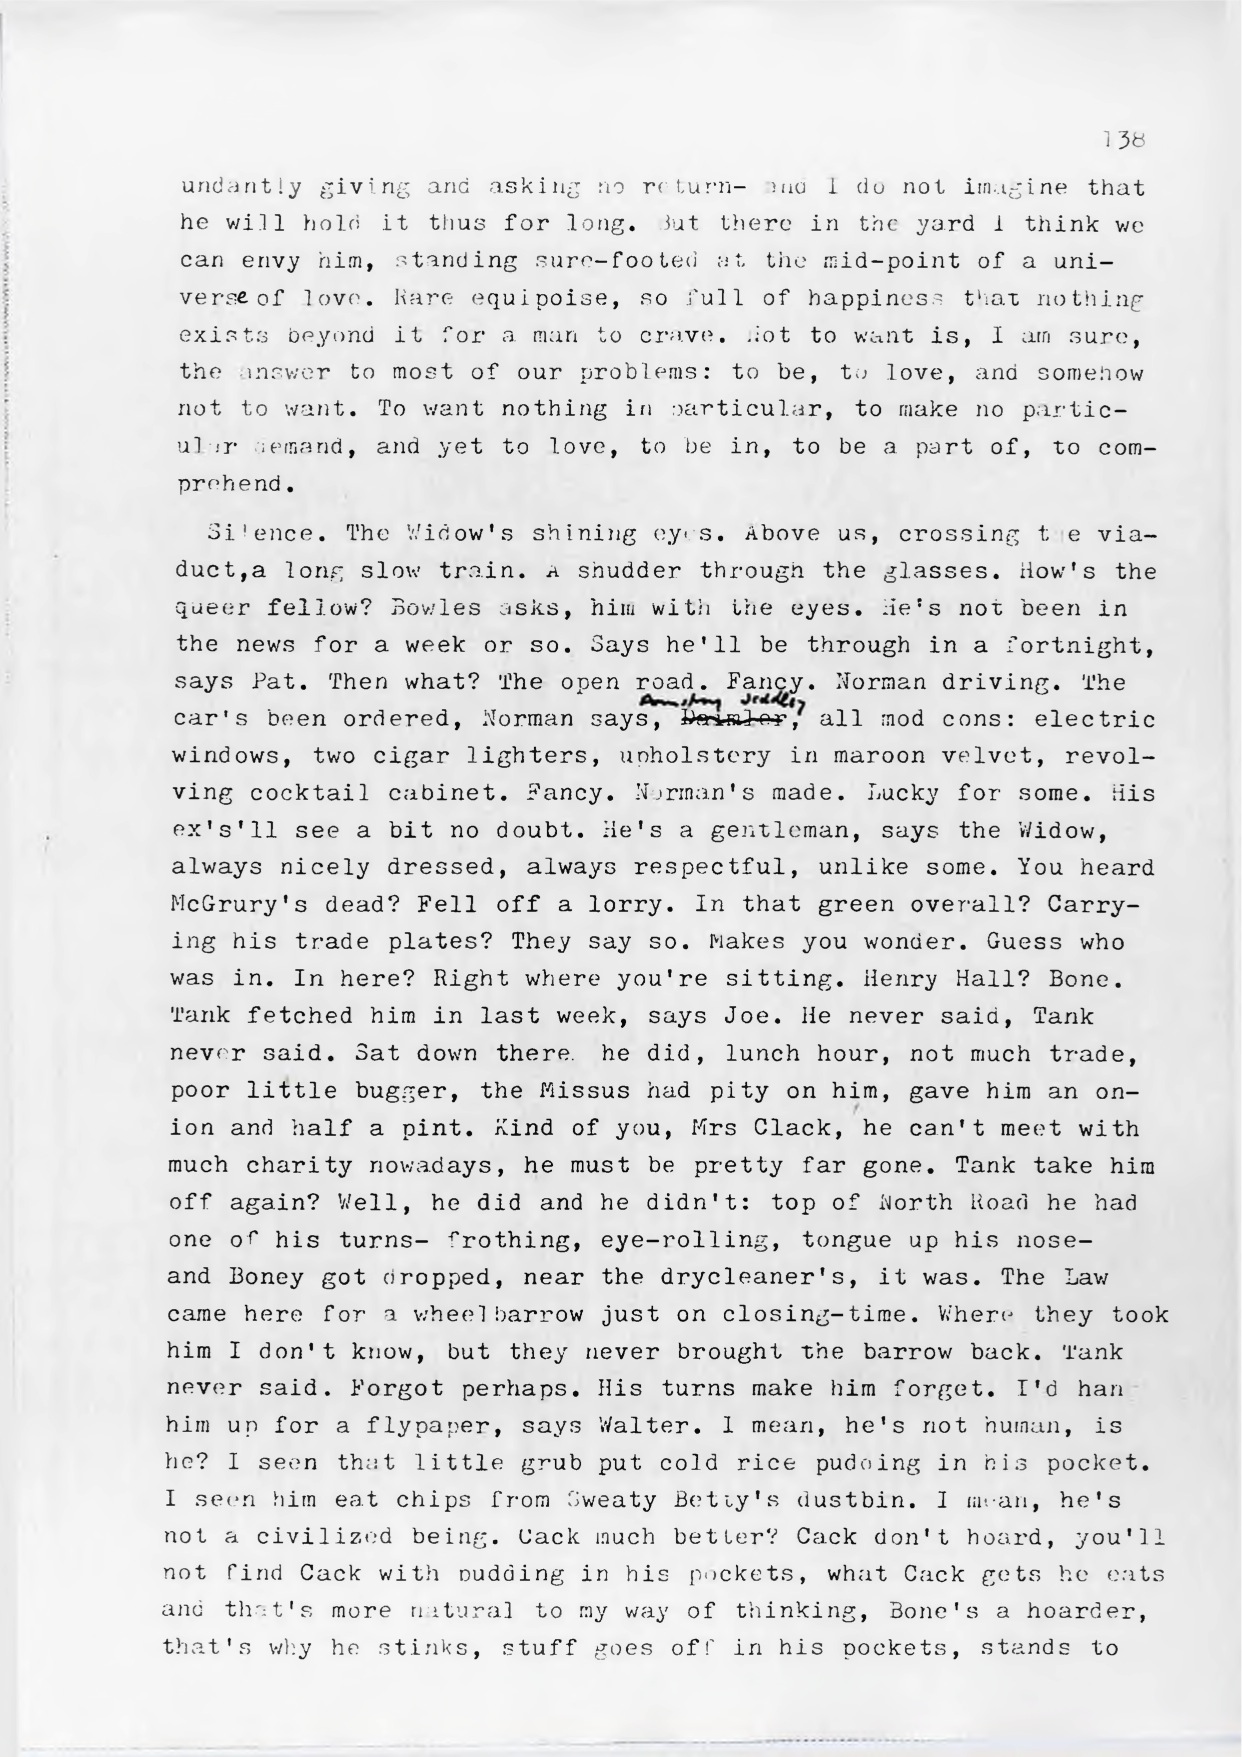 138
undantly giving and asking no return- and I do not imagine that
he will hold it thus for long. But there in the yard I think we
can envy him, standing sure-footed at the mid-point of a uni-
verse of love. Rare equipoise, so full of happiness that nothing
exists beyond it for a man to crave. Not to want is, I am sure,
the answer to most of our problems: to be, to love, and somehow
not to want. To want nothing in particular, to make no partic-
ular demand, and yet to love, to be in, to be a part of, to com-
prehend.
Silence. The Widow's shining eyes. Above us, crossing the via-
duct,a long slow train. A shudder through the glasses. How's the
queer fellow? Bowles asks, him with the eyes. He's not been in
the news for a week or so. Says he'll be through in a fortnight,
says Pat. Then what? The open road. Fancy. Norman driving. The
Armstrong Siddley
car's been ordered, Norman says, Daimler, all mod cons: electric
windows, two cigar lighters, upholstery in maroon velvet, revol-
ving cocktail cabinet. Fancy. Norman's made. Lucky for some. His
ex's'll see a bit no doubt. He's a gentleman, says the Widow,
always nicely dressed, always respectful, unlike some. You heard
McGrury's dead? Fell off a lorry. In that green overall? Carry-
ing his trade plates? They say so. Makes you wonder. Guess who
was in. In here? Right where you're sitting. Henry Hall? Bone.
Tank fetched him in last week, says Joe. He never said, Tank
never said. Sat down there he did, lunch hour, not much trade,
poor little bugger, the Missus had pity on him, gave him an on-
ion and half a pint. Kind of you, Mrs Clack, he can't meet with
much charity nowadays, he must be pretty far gone. Tank take him
off again? Well, he did and he didn't: top of North Road he had
one of his turns- frothing, eye-rolling, tongue up his nose-
and Boney got dropped, near the drycleaner's, it was. The Law
came here for a wheelbarrow just on closing-time. Where they took
him I don't know, but they never brought the barrow back. Tank
never said. Forgot perhaps. His turns make him forget. I'd han
him up for a flypaper, says Walter. I mean, he's not human, is
he? I seen that little grub put cold rice pudding in his pocket.
I seen him eat chips from Sweaty Betty's dustbin. I mean, he's
not a civilized being. Cack much better? Cack don't hoard, you'll
not find Cack with pudding in his pockets, what Cack gets he eats
and that's more natural to my way of thinking, Bone's a hoarder,
that's why he stinks, stuff goes off in his pockets, stands to